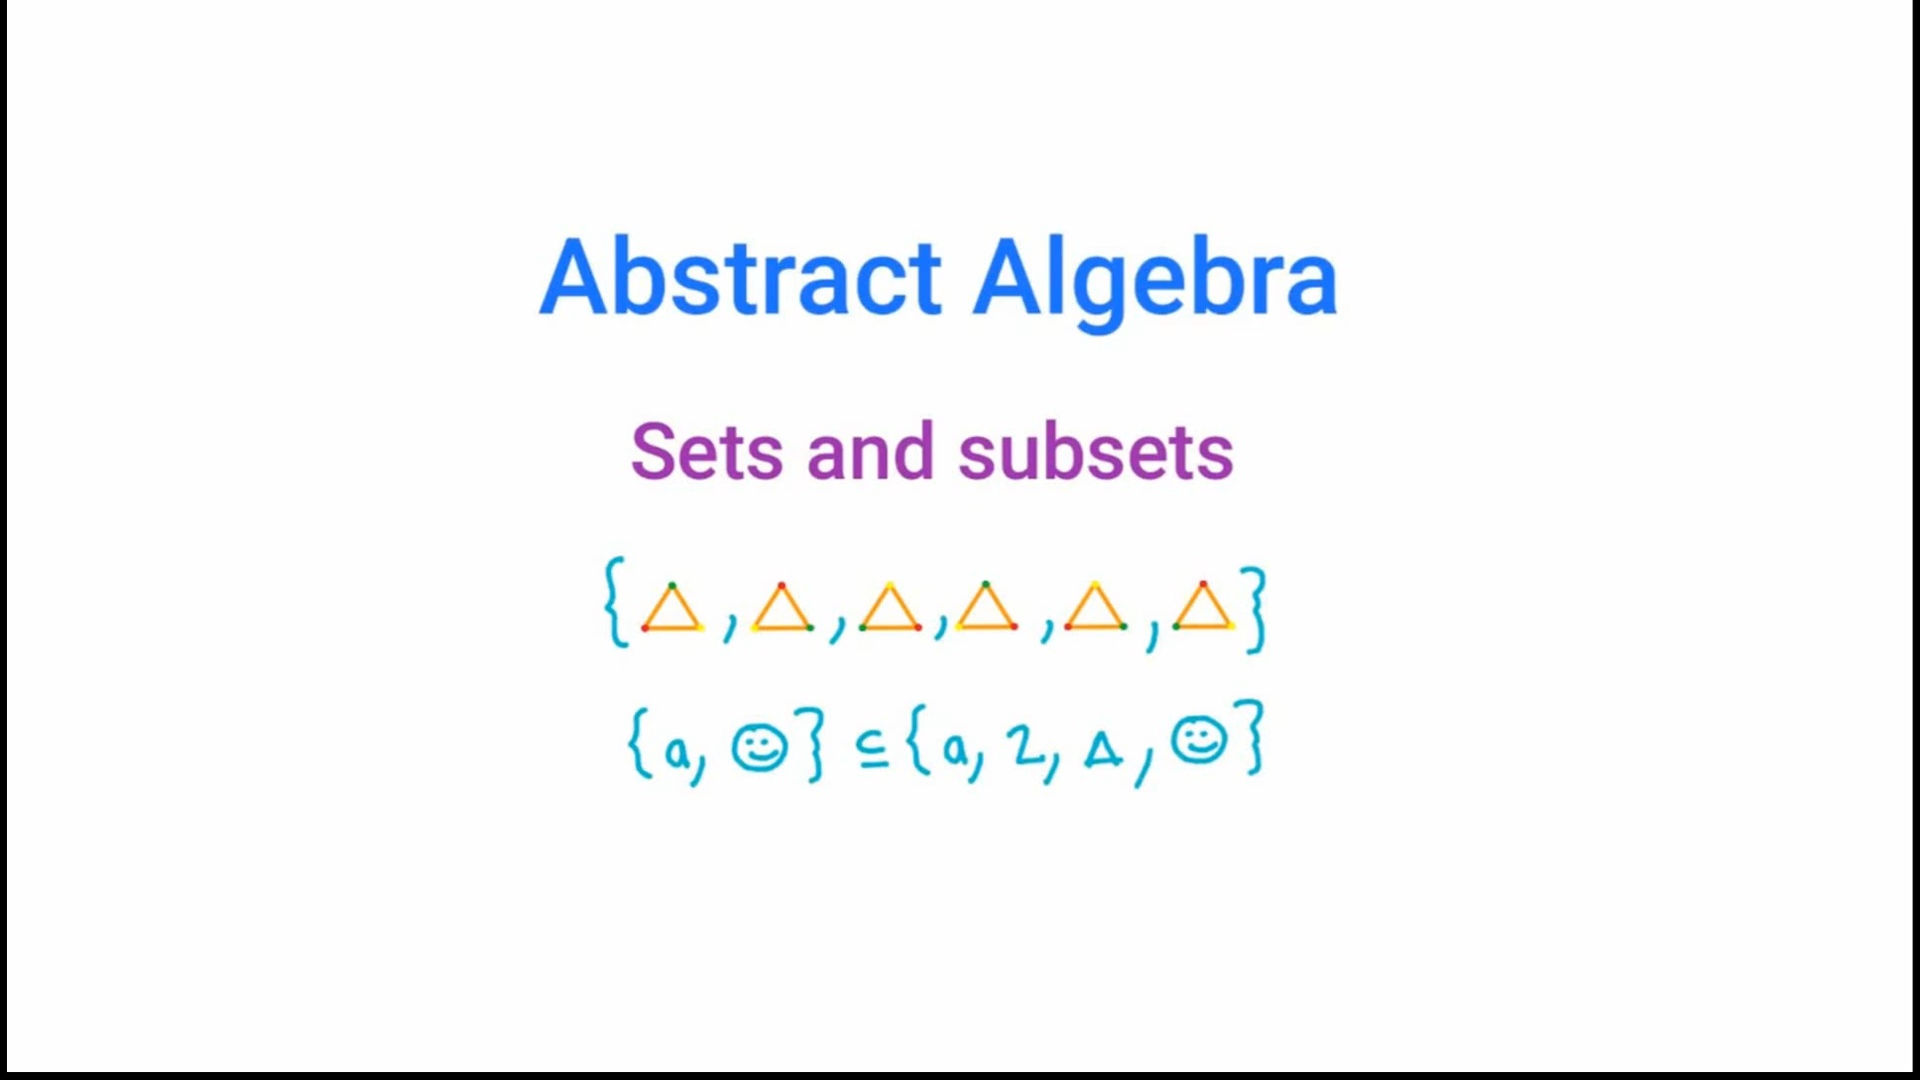 Abstract Algebra
Sets and subsets
{△, △, △, △, △, △}
{a, ☺} ⊆ {a, 2, △, ☺}